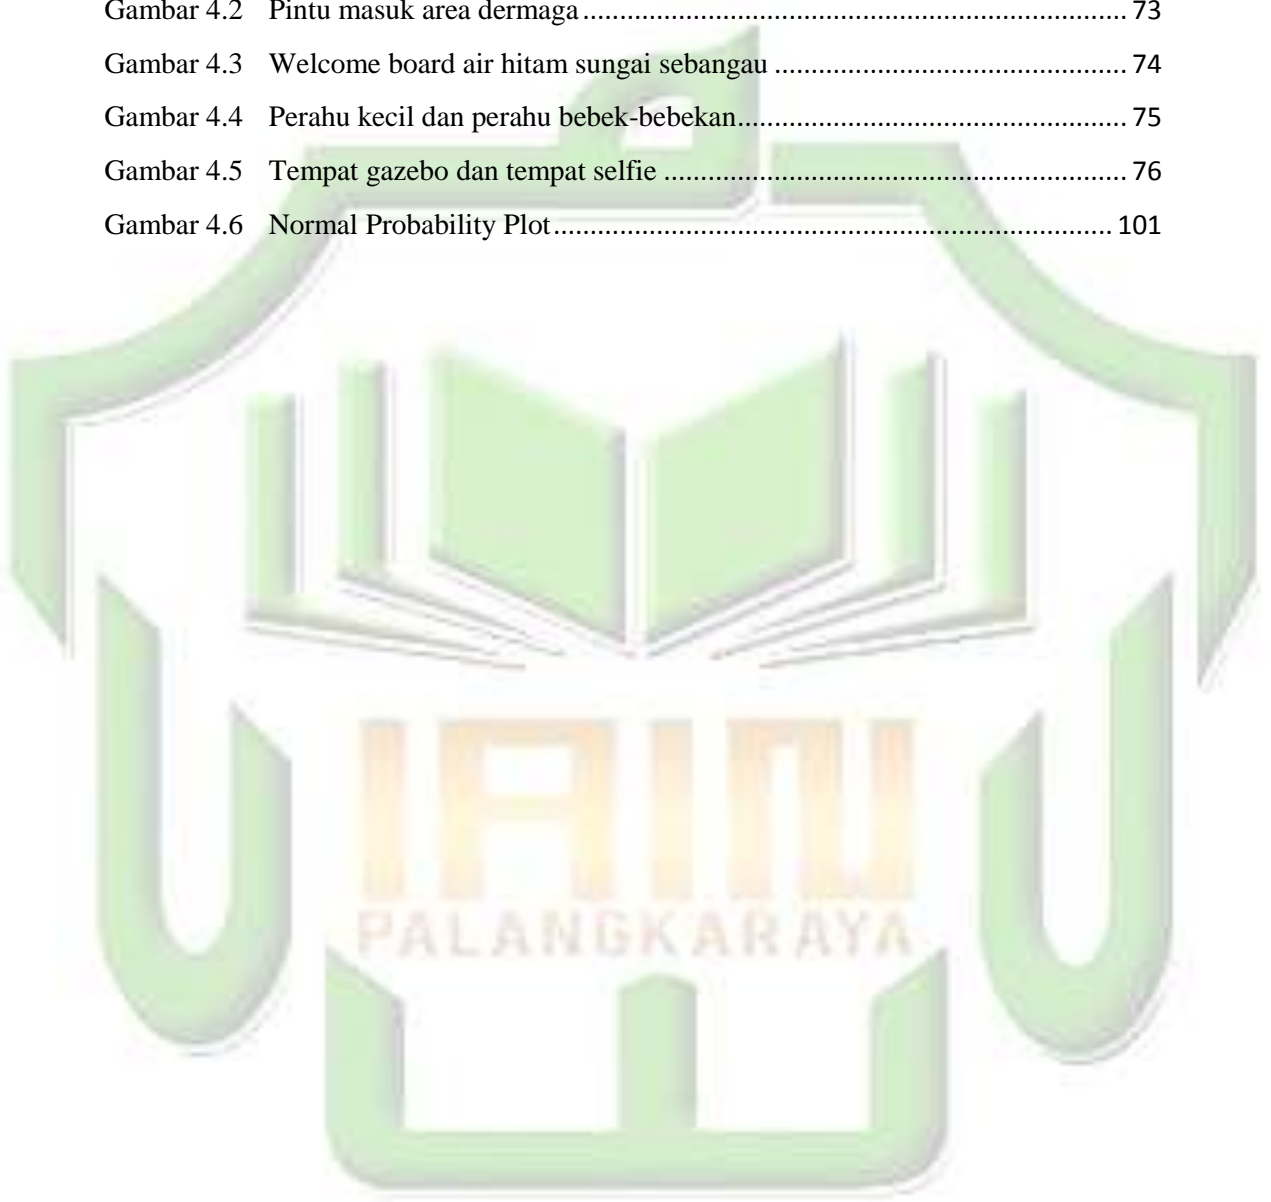 Gambar 4.2 Pintu masuk area dermaga ........................................................................ 73
Gambar 4.3 Welcome board air hitam sungai sebangau ............................................... 74
Gambar 4.4 Perahu kecil dan perahu bebek-bebekan.................................................... 75
Gambar 4.5 Tempat gazebo dan tempat selfie .............................................................. 76
Gambar 4.6 Normal Probability Plot.......................................................................... 101
IAIN
PALANGKARAYA